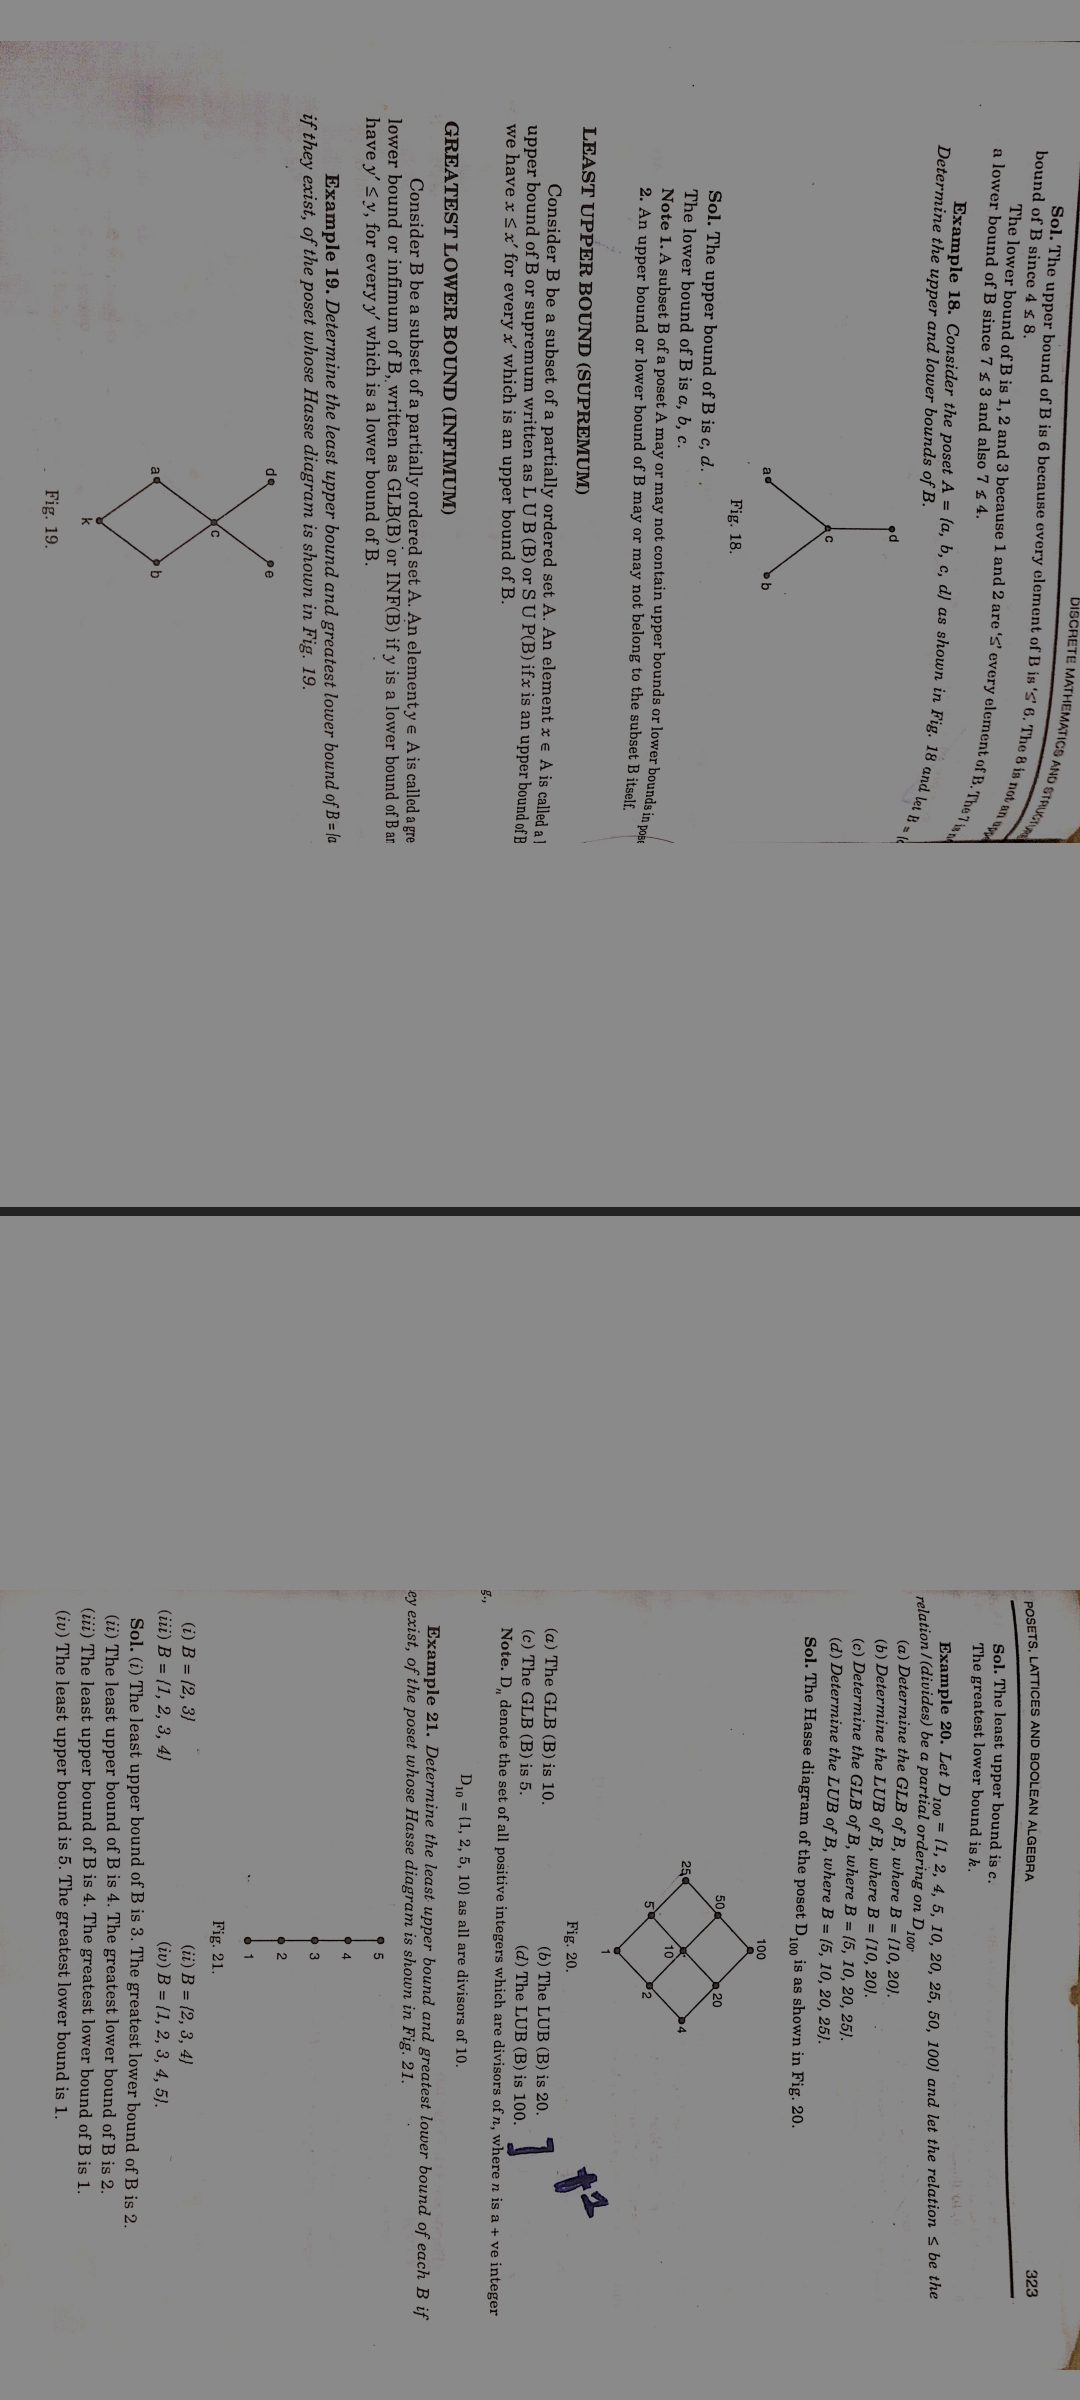 DISCRETE MATHEMATICS AND
Sol. The upper bound of B is 6 because every element of B is '≤' 6. The 8 is not an
bound of B since 4 ≰ 8.
The lower bound of B is 1, 2 and 3 because 1 and 2 are '≤' every element of B. The 7 is
a lower bound of B since 7 ≰ 3 and also 7 ≰ 4.
Example 18. Consider the poset A = {a, b, c, d} as shown in Fig. 18 and let B =
Determine the upper and lower bounds of B.
d
c
a
b
Fig. 18.
Sol. The upper bound of B is c, d.
The lower bound of B is a, b, c.
Note 1. A subset B of a poset A may or may not contain upper bounds or lower bounds in
2. An upper bound or lower bound of B may or may not belong to the subset B itself.
LEAST UPPER BOUND (SUPREMUM)
Consider B be a subset of a partially ordered set A. An element x ∈ A is called a l
upper bound of B or supremum written as L U B (B) or S U P(B) if x is an upper bound of B
we have x ≤ x′ for every x′ which is an upper bound of B.
GREATEST LOWER BOUND (INFIMUM)
Consider B be a subset of a partially ordered set A. An element y ∈ A is called a gre
lower bound or infimum of B, written as GLB(B) or INF(B) if y is a lower bound of B an
have y′ ≤ y, for every y′ which is a lower bound of B.
Example 19. Determine the least upper bound and greatest lower bound of B = {a
if they exist, of the poset whose Hasse diagram is shown in Fig. 19.
d
e
c
a
b
k
Fig. 19.
POSETS, LATTICES AND BOOLEAN ALGEBRA 323
Sol. The least upper bound is c.
The greatest lower bound is k.
Example 20. Let D100 = {1, 2, 4, 5, 10, 20, 25, 50, 100} and let the relation ≤ be the
relation / (divides) be a partial ordering on D100.
(a) Determine the GLB of B, where B = {10, 20}.
(b) Determine the LUB of B, where B = {10, 20}.
(c) Determine the GLB of B, where B = {5, 10, 20, 25}.
(d) Determine the LUB of B, where B = {5, 10, 20, 25}.
Sol. The Hasse diagram of the poset D100 is as shown in Fig. 20.
100
50
20
25
10
4
5
2
1
Fig. 20.
(a) The GLB (B) is 10. (b) The LUB (B) is 20.
(c) The GLB (B) is 5. (d) The LUB (B) is 100.
Note. Dn denote the set of all positive integers which are divisors of n, where n is a + ve integer
g.,
D10 = {1, 2, 5, 10} as all are divisors of 10.
Example 21. Determine the least upper bound and greatest lower bound of each B if
ey exist, of the poset whose Hasse diagram is shown in Fig. 21.
5
4
3
2
1
Fig. 21.
(i) B = {2, 3} (ii) B = {2, 3, 4}
(iii) B = {1, 2, 3, 4} (iv) B = {1, 2, 3, 4, 5}.
Sol. (i) The least upper bound of B is 3. The greatest lower bound of B is 2.
(ii) The least upper bound of B is 4. The greatest lower bound of B is 2.
(iii) The least upper bound of B is 4. The greatest lower bound of B is 1.
(iv) The least upper bound is 5. The greatest lower bound is 1.